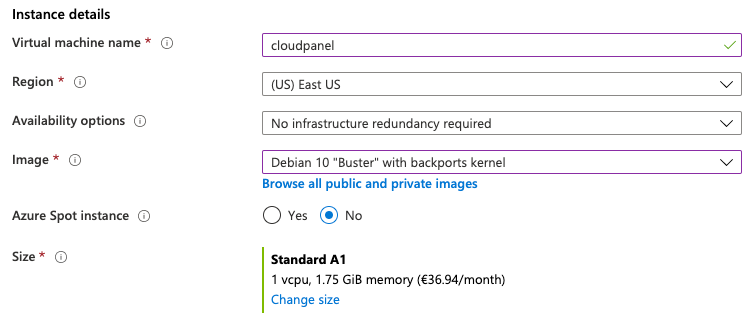 Instance details
Virtual machine name *
cloudpanel
Region *
(US) East US
Availability options
No infrastructure redundancy required
Image *
Debian 10 "Buster" with backports kernel
Browse all public and private images
Azure Spot instance
Yes No
Size *
Standard A1
1 vcpu, 1.75 GiB memory (€36.94/month)
Change size